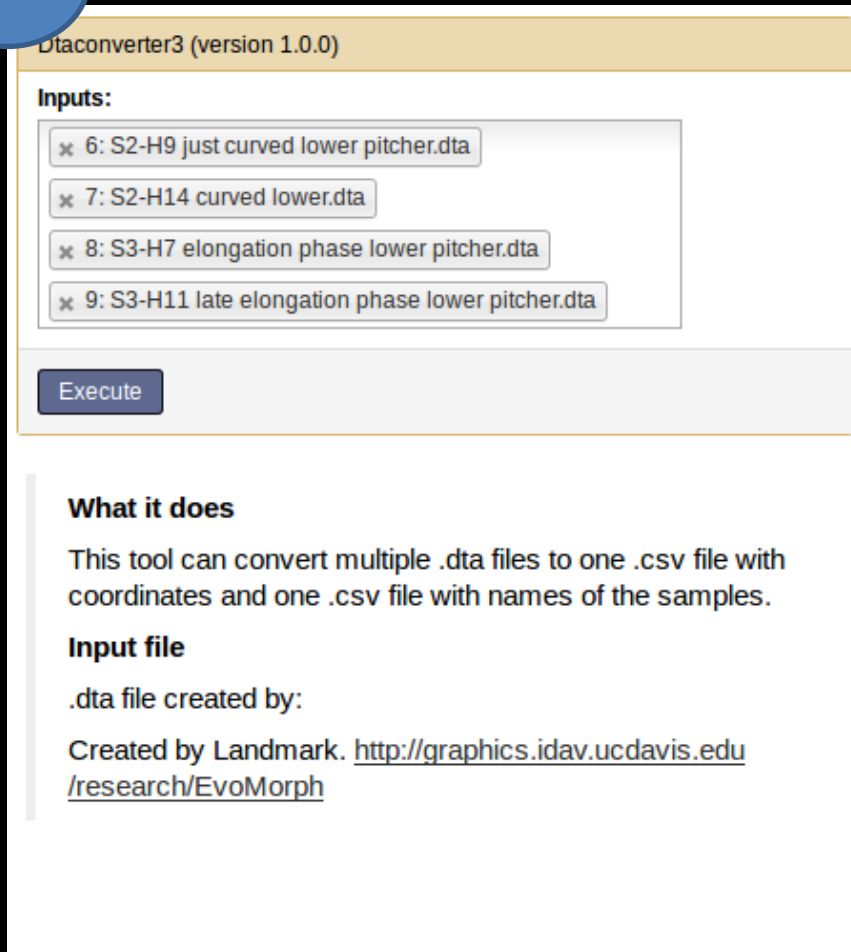 Dtaconverter3 (version 1.0.0)
Inputs:
× 6: S2-H9 just curved lower pitcher.dta
× 7: S2-H14 curved lower.dta
× 8: S3-H7 elongation phase lower pitcher.dta
× 9: S3-H11 late elongation phase lower pitcher.dta
Execute
What it does
This tool can convert multiple .dta files to one .csv file with
coordinates and one .csv file with names of the samples.
Input file
.dta file created by:
Created by Landmark. http://graphics.idav.ucdavis.edu
/research/EvoMorph